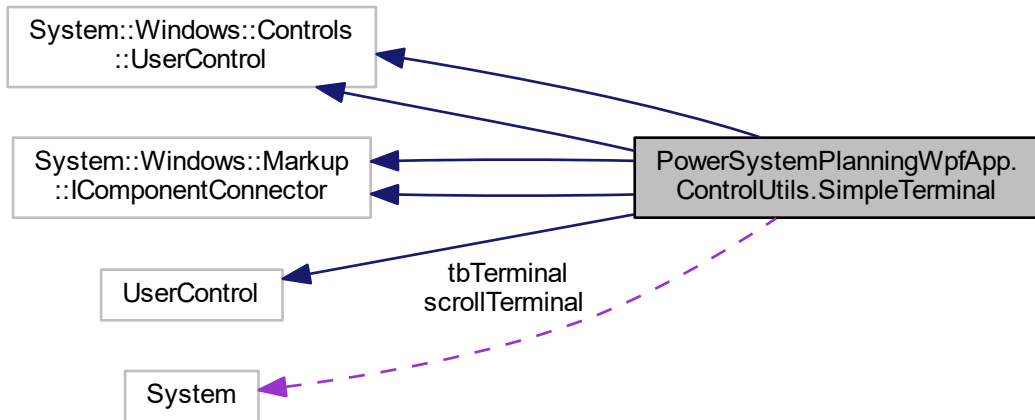 System::Windows::Controls
::UserControl
System::Windows::Markup
::IComponentConnector
PowerSystemPlanningWpfApp.
ControlUtils.SimpleTerminal
UserControl
tbTerminal
scrollTerminal
System